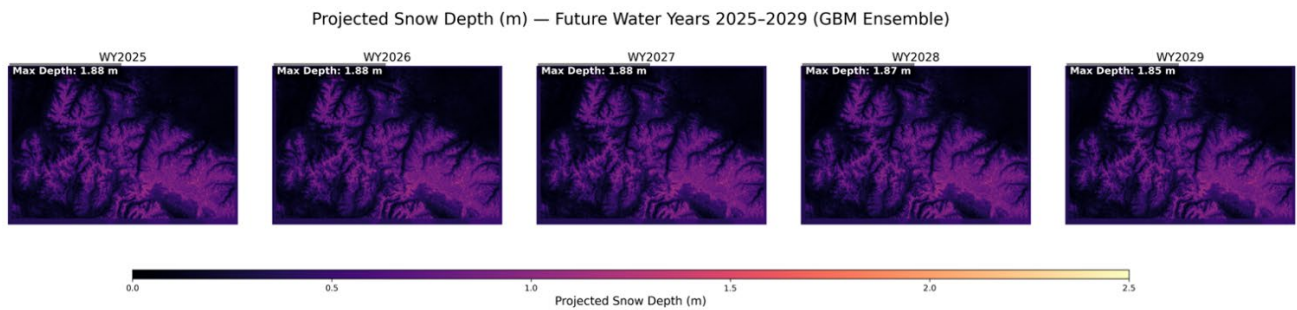 Projected Snow Depth (m) — Future Water Years 2025–2029 (GBM Ensemble)
WY2025
Max Depth: 1.88 m
WY2026
Max Depth: 1.88 m
WY2027
Max Depth: 1.88 m
WY2028
Max Depth: 1.87 m
WY2029
Max Depth: 1.85 m
0.0 0.5 1.0 1.5 2.0 2.5
Projected Snow Depth (m)